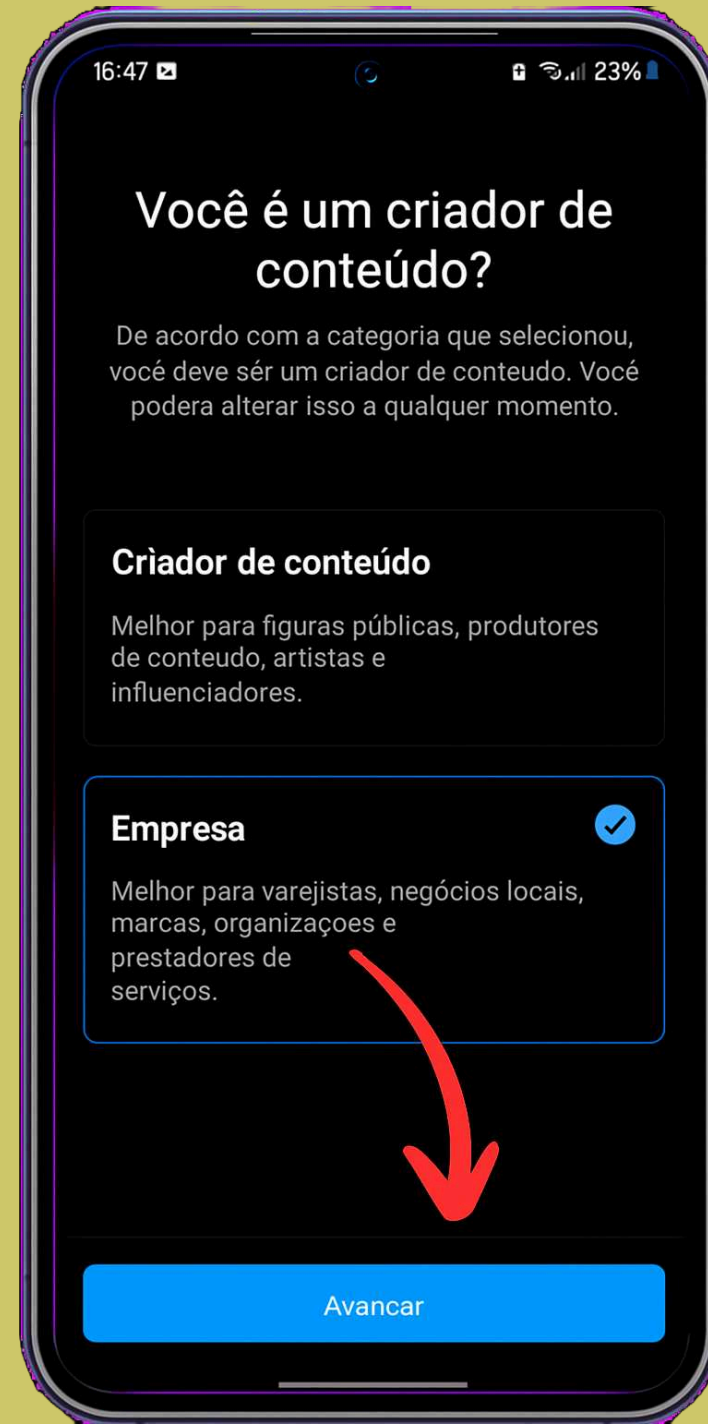 16:47
23%
Você é um criador de
conteúdo?
De acordo com a categoria que selecionou,
vocé deve sér um criador de conteudo. Vocé
podera alterar isso a qualquer momento.
Crìador de conteúdo
Melhor para figuras públicas, produtores
de conteudo, artistas e
influenciadores.
Empresa
Melhor para varejistas, negócios locais,
marcas, organizaçoes e
prestadores de
serviços.
Avancar